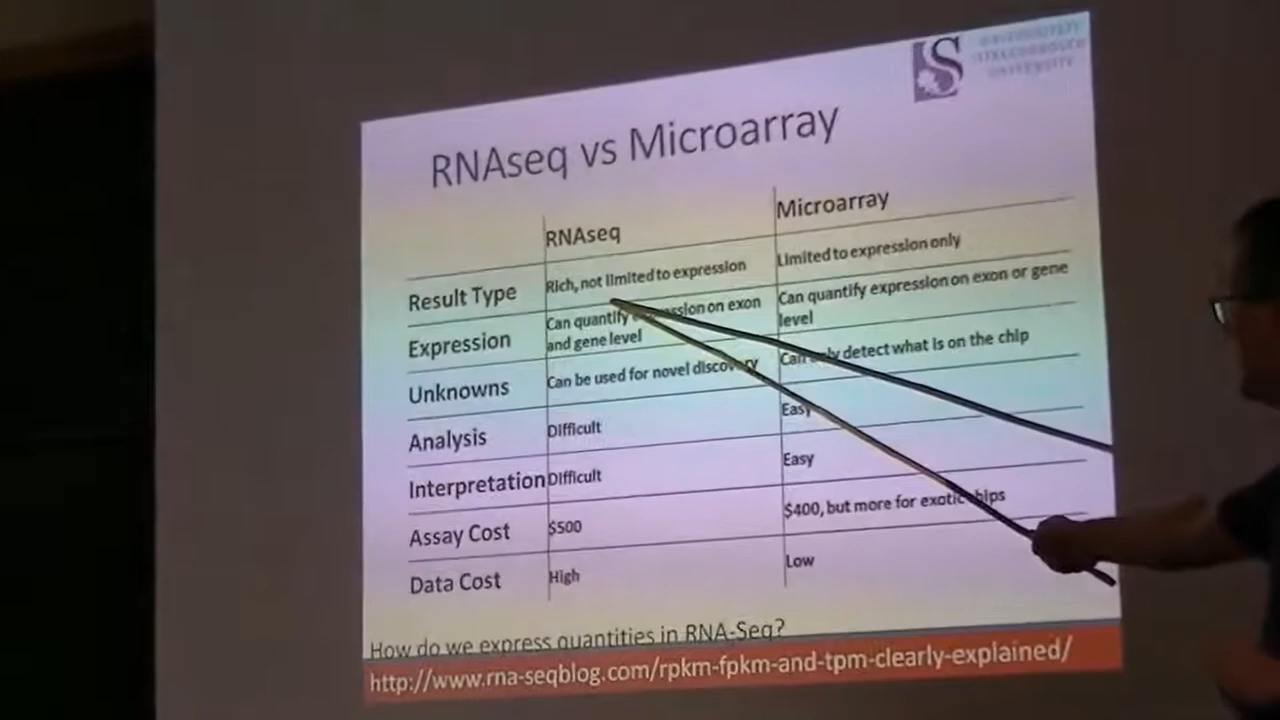 UNIVERSITY
RNAseq vs Microarray
RNAseq
Microarray
Result Type
Rich, not limited to expression
Limited to expression only
Expression
Can quantify on exon
and gene level
Can quantify expression on exon or gene
level
Unknowns
Can be used for novel discovery
Can only detect what is on the chip
Analysis
Difficult
Easy
Interpretation
Difficult
Easy
Assay Cost
$500
$400, but more for exotic chips
Data Cost
High
Low
How do we express quantities in RNA-Seq?
http://www.rna-seqblog.com/rpkm-fpkm-and-tpm-clearly-explained/